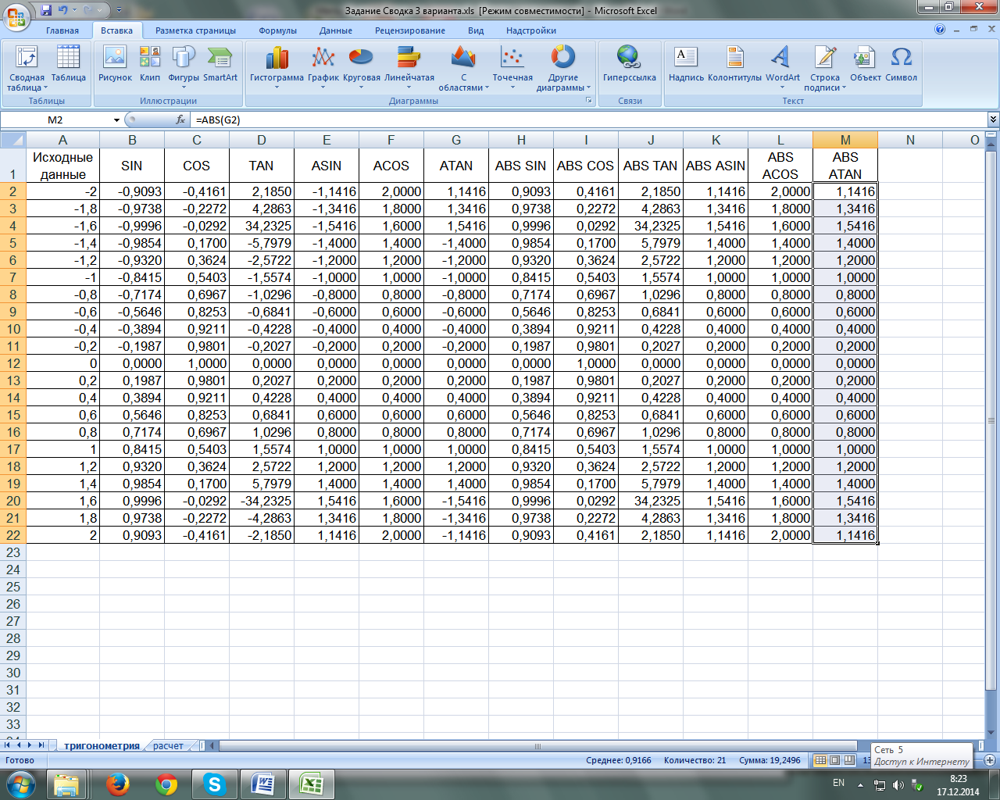 Задание Сводка 3 варианта.xls [Режим совместимости] - Microsoft Excel
Главная Вставка Разметка страницы Формулы Данные Рецензирование Вид Надстройки
Сводная таблица Таблица Рисунок Клип Фигуры SmartArt Гистограмма График Круговая Линейчатая С областями Точечная Другие диаграммы Гиперссылка Надпись Колонтитулы WordArt Строка подписи Объект Символ
Таблицы Иллюстрации Диаграммы Связи Текст
M2 fx =ABS(G2)
A B C D E F G H I J K L M N O
1 Исходные данные SIN COS TAN ASIN ACOS ATAN ABS SIN ABS COS ABS TAN ABS ASIN ABS ACOS ABS ATAN
2 -2 -0,9093 -0,4161 2,1850 -1,1416 2,0000 1,1416 0,9093 0,4161 2,1850 1,1416 2,0000 1,1416
3 -1,8 -0,9738 -0,2272 4,2863 -1,3416 1,8000 1,3416 0,9738 0,2272 4,2863 1,3416 1,8000 1,3416
4 -1,6 -0,9996 -0,0292 34,2325 -1,5416 1,6000 1,5416 0,9996 0,0292 34,2325 1,5416 1,6000 1,5416
5 -1,4 -0,9854 0,1700 -5,7979 -1,4000 1,4000 -1,4000 0,9854 0,1700 5,7979 1,4000 1,4000 1,4000
6 -1,2 -0,9320 0,3624 -2,5722 -1,2000 1,2000 -1,2000 0,9320 0,3624 2,5722 1,2000 1,2000 1,2000
7 -1 -0,8415 0,5403 -1,5574 -1,0000 1,0000 -1,0000 0,8415 0,5403 1,5574 1,0000 1,0000 1,0000
8 -0,8 -0,7174 0,6967 -1,0296 -0,8000 0,8000 -0,8000 0,7174 0,6967 1,0296 0,8000 0,8000 0,8000
9 -0,6 -0,5646 0,8253 -0,6841 -0,6000 0,6000 -0,6000 0,5646 0,8253 0,6841 0,6000 0,6000 0,6000
10 -0,4 -0,3894 0,9211 -0,4228 -0,4000 0,4000 -0,4000 0,3894 0,9211 0,4228 0,4000 0,4000 0,4000
11 -0,2 -0,1987 0,9801 -0,2027 -0,2000 0,2000 -0,2000 0,1987 0,9801 0,2027 0,2000 0,2000 0,2000
12 0 0,0000 1,0000 0,0000 0,0000 0,0000 0,0000 0,0000 1,0000 0,0000 0,0000 0,0000 0,0000
13 0,2 0,1987 0,9801 0,2027 0,2000 0,2000 0,2000 0,1987 0,9801 0,2027 0,2000 0,2000 0,2000
14 0,4 0,3894 0,9211 0,4228 0,4000 0,4000 0,4000 0,3894 0,9211 0,4228 0,4000 0,4000 0,4000
15 0,6 0,5646 0,8253 0,6841 0,6000 0,6000 0,6000 0,5646 0,8253 0,6841 0,6000 0,6000 0,6000
16 0,8 0,7174 0,6967 1,0296 0,8000 0,8000 0,8000 0,7174 0,6967 1,0296 0,8000 0,8000 0,8000
17 1 0,8415 0,5403 1,5574 1,0000 1,0000 1,0000 0,8415 0,5403 1,5574 1,0000 1,0000 1,0000
18 1,2 0,9320 0,3624 2,5722 1,2000 1,2000 1,2000 0,9320 0,3624 2,5722 1,2000 1,2000 1,2000
19 1,4 0,9854 0,1700 5,7979 1,4000 1,4000 1,4000 0,9854 0,1700 5,7979 1,4000 1,4000 1,4000
20 1,6 0,9996 -0,0292 -34,2325 1,5416 1,6000 -1,5416 0,9996 0,0292 34,2325 1,5416 1,6000 1,5416
21 1,8 0,9738 -0,2272 -4,2863 1,3416 1,8000 -1,3416 0,9738 0,2272 4,2863 1,3416 1,8000 1,3416
22 2 0,9093 -0,4161 -2,1850 1,1416 2,0000 -1,1416 0,9093 0,4161 2,1850 1,1416 2,0000 1,1416
23
24
25
26
27
28
29
30
31
32
33
тригонометрия расчет
Готово Среднее: 0,9166 Количество: 21 Сумма: 19,2496
Сеть 5
Доступ к Интернету
EN 8:23
17.12.2014